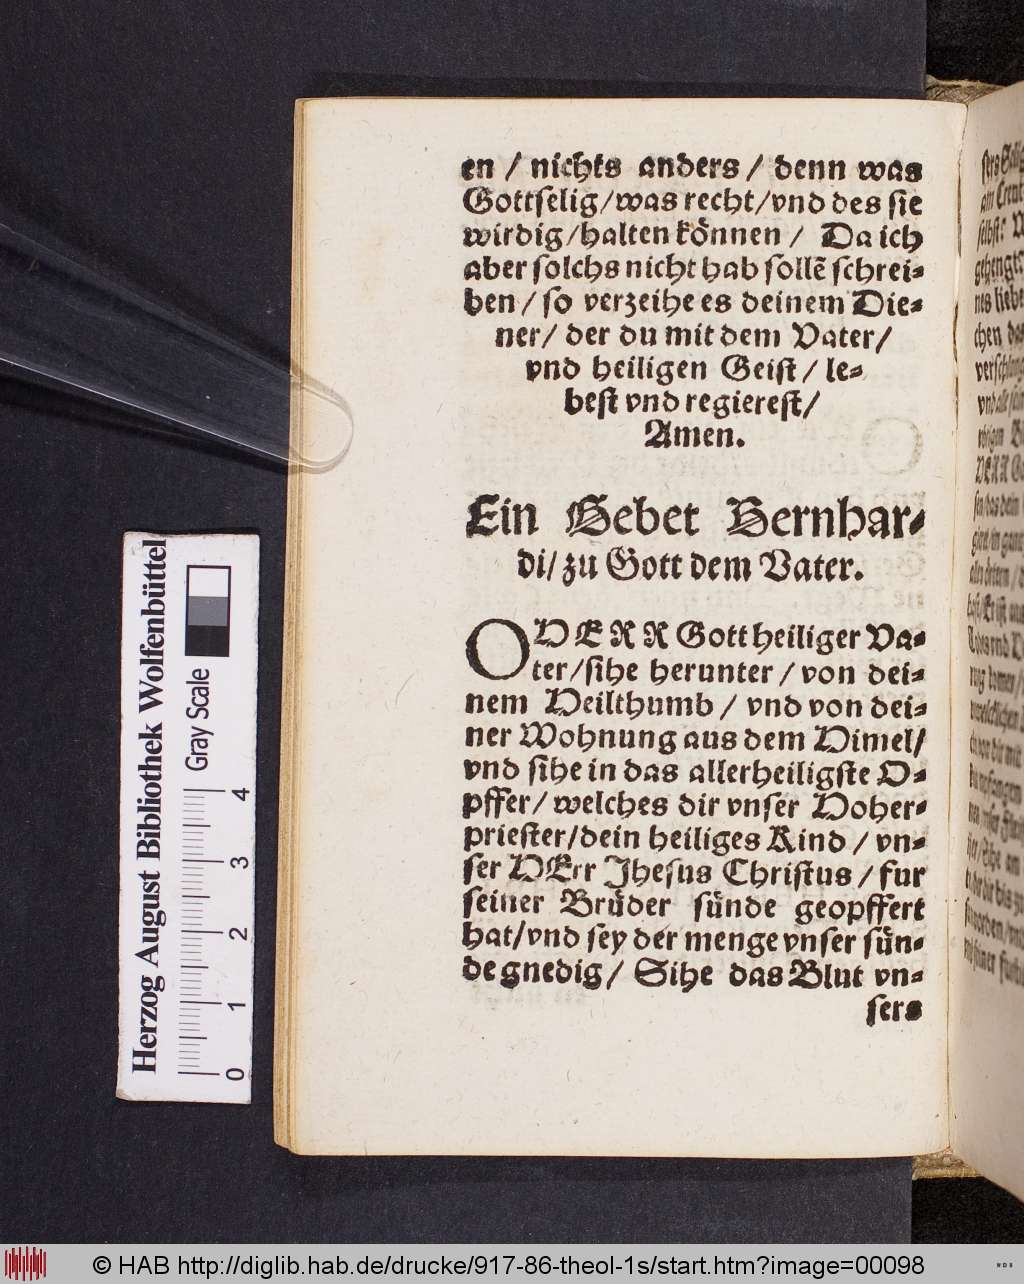 en / nichts anders / denn was
Gottselig/was recht/vnd des sie
wirdig/halten können / Da ich
aber solchs nicht hab sollẽ schrei=
ben / so verzeihe es deinem Die=
ner/ der du mit dem Vater/
vnd heiligen Geist / le=
best vnd regierest/
Amen.
Ein Gebet Bernhar=
di/ zu Gott dem Vater.
O HERR Gott heiliger Va=
ter/sihe herunter / von dei=
nem Heilthumb / vnd von dei=
ner Wohnung aus dem Himel/
vnd sihe in das allerheiligste O=
pffer/ welches dir vnser Hoher=
priester/dein heiliges Kind / vn=
ser HErr Jhesus Christus / fur
seiner Brüder sünde geopffert
hat/vnd sey der menge vnser sün=
de gnedig/ Sihe das Blut vn=
sers
Herzog August Bibliothek Wolfenbüttel
Gray Scale
0 1 2 3 4
© HAB http://diglib.hab.de/drucke/917-86-theol-1s/start.htm?image=00098